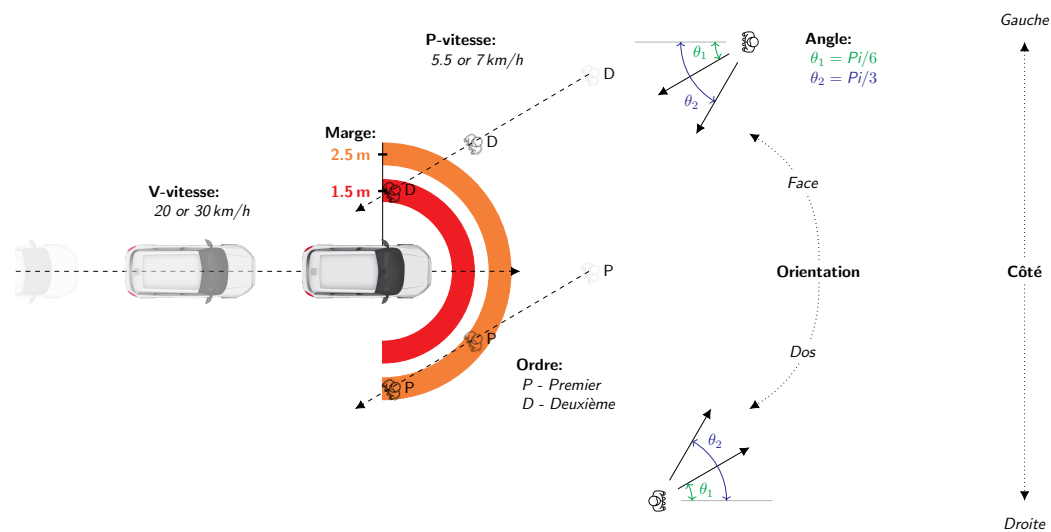 Gauche
P-vitesse:
5.5 or 7 km/h
Angle:
θ₁ = Pi/6
θ₂ = Pi/3
θ₁
θ₂
D
D
D
Marge:
2.5 m
1.5 m
V-vitesse:
20 or 30 km/h
Face
Orientation
Côté
P
P
P
Dos
Ordre:
P - Premier
D - Deuxième
θ₂
θ₁
Droite